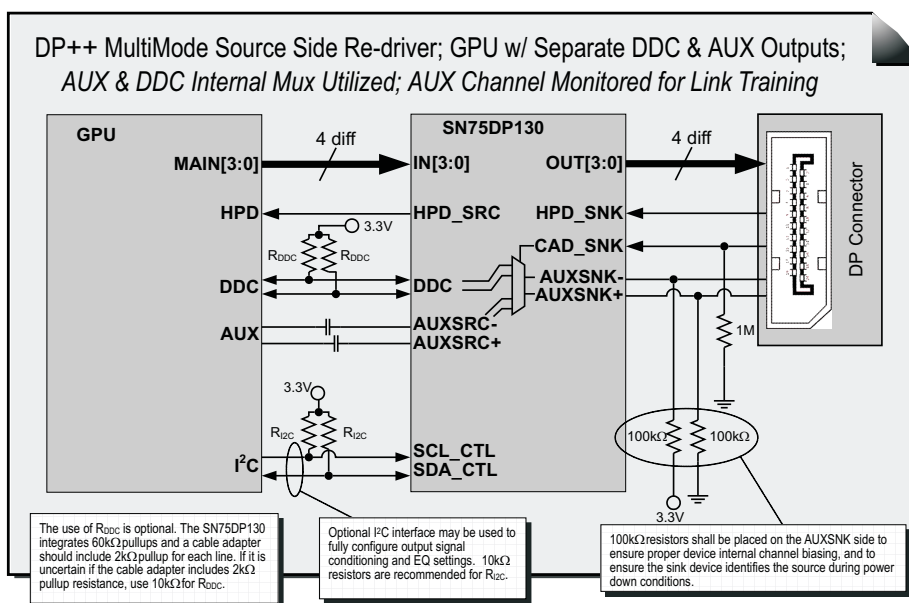 DP++ MultiMode Source Side Re-driver; GPU w/ Separate DDC & AUX Outputs;
AUX & DDC Internal Mux Utilized; AUX Channel Monitored for Link Training
GPU
SN75DP130
4 diff
4 diff
MAIN[3:0]
IN[3:0]
OUT[3:0]
HPD
HPD_SRC
HPD_SNK
3.3V
CAD_SNK
RDDC
RDDC
DDC
DDC
AUXSNK-
AUXSNK+
DP Connector
AUX
AUXSRC-
AUXSRC+
1M
3.3V
RI2C
RI2C
100kΩ
100kΩ
I²C
SCL_CTL
SDA_CTL
3.3V
The use of RDDC is optional. The SN75DP130
integrates 60kΩ pullups and a cable adapter
should include 2kΩ pullup for each line. If it is
uncertain if the cable adapter includes 2kΩ
pullup resistance, use 10kΩ for RDDC.
Optional I²C interface may be used to
fully configure output signal
conditioning and EQ settings. 10kΩ
resistors are recommended for RI2C.
100kΩ resistors shall be placed on the AUXSNK side to
ensure proper device internal channel biasing, and to
ensure the sink device identifies the source during power
down conditions.